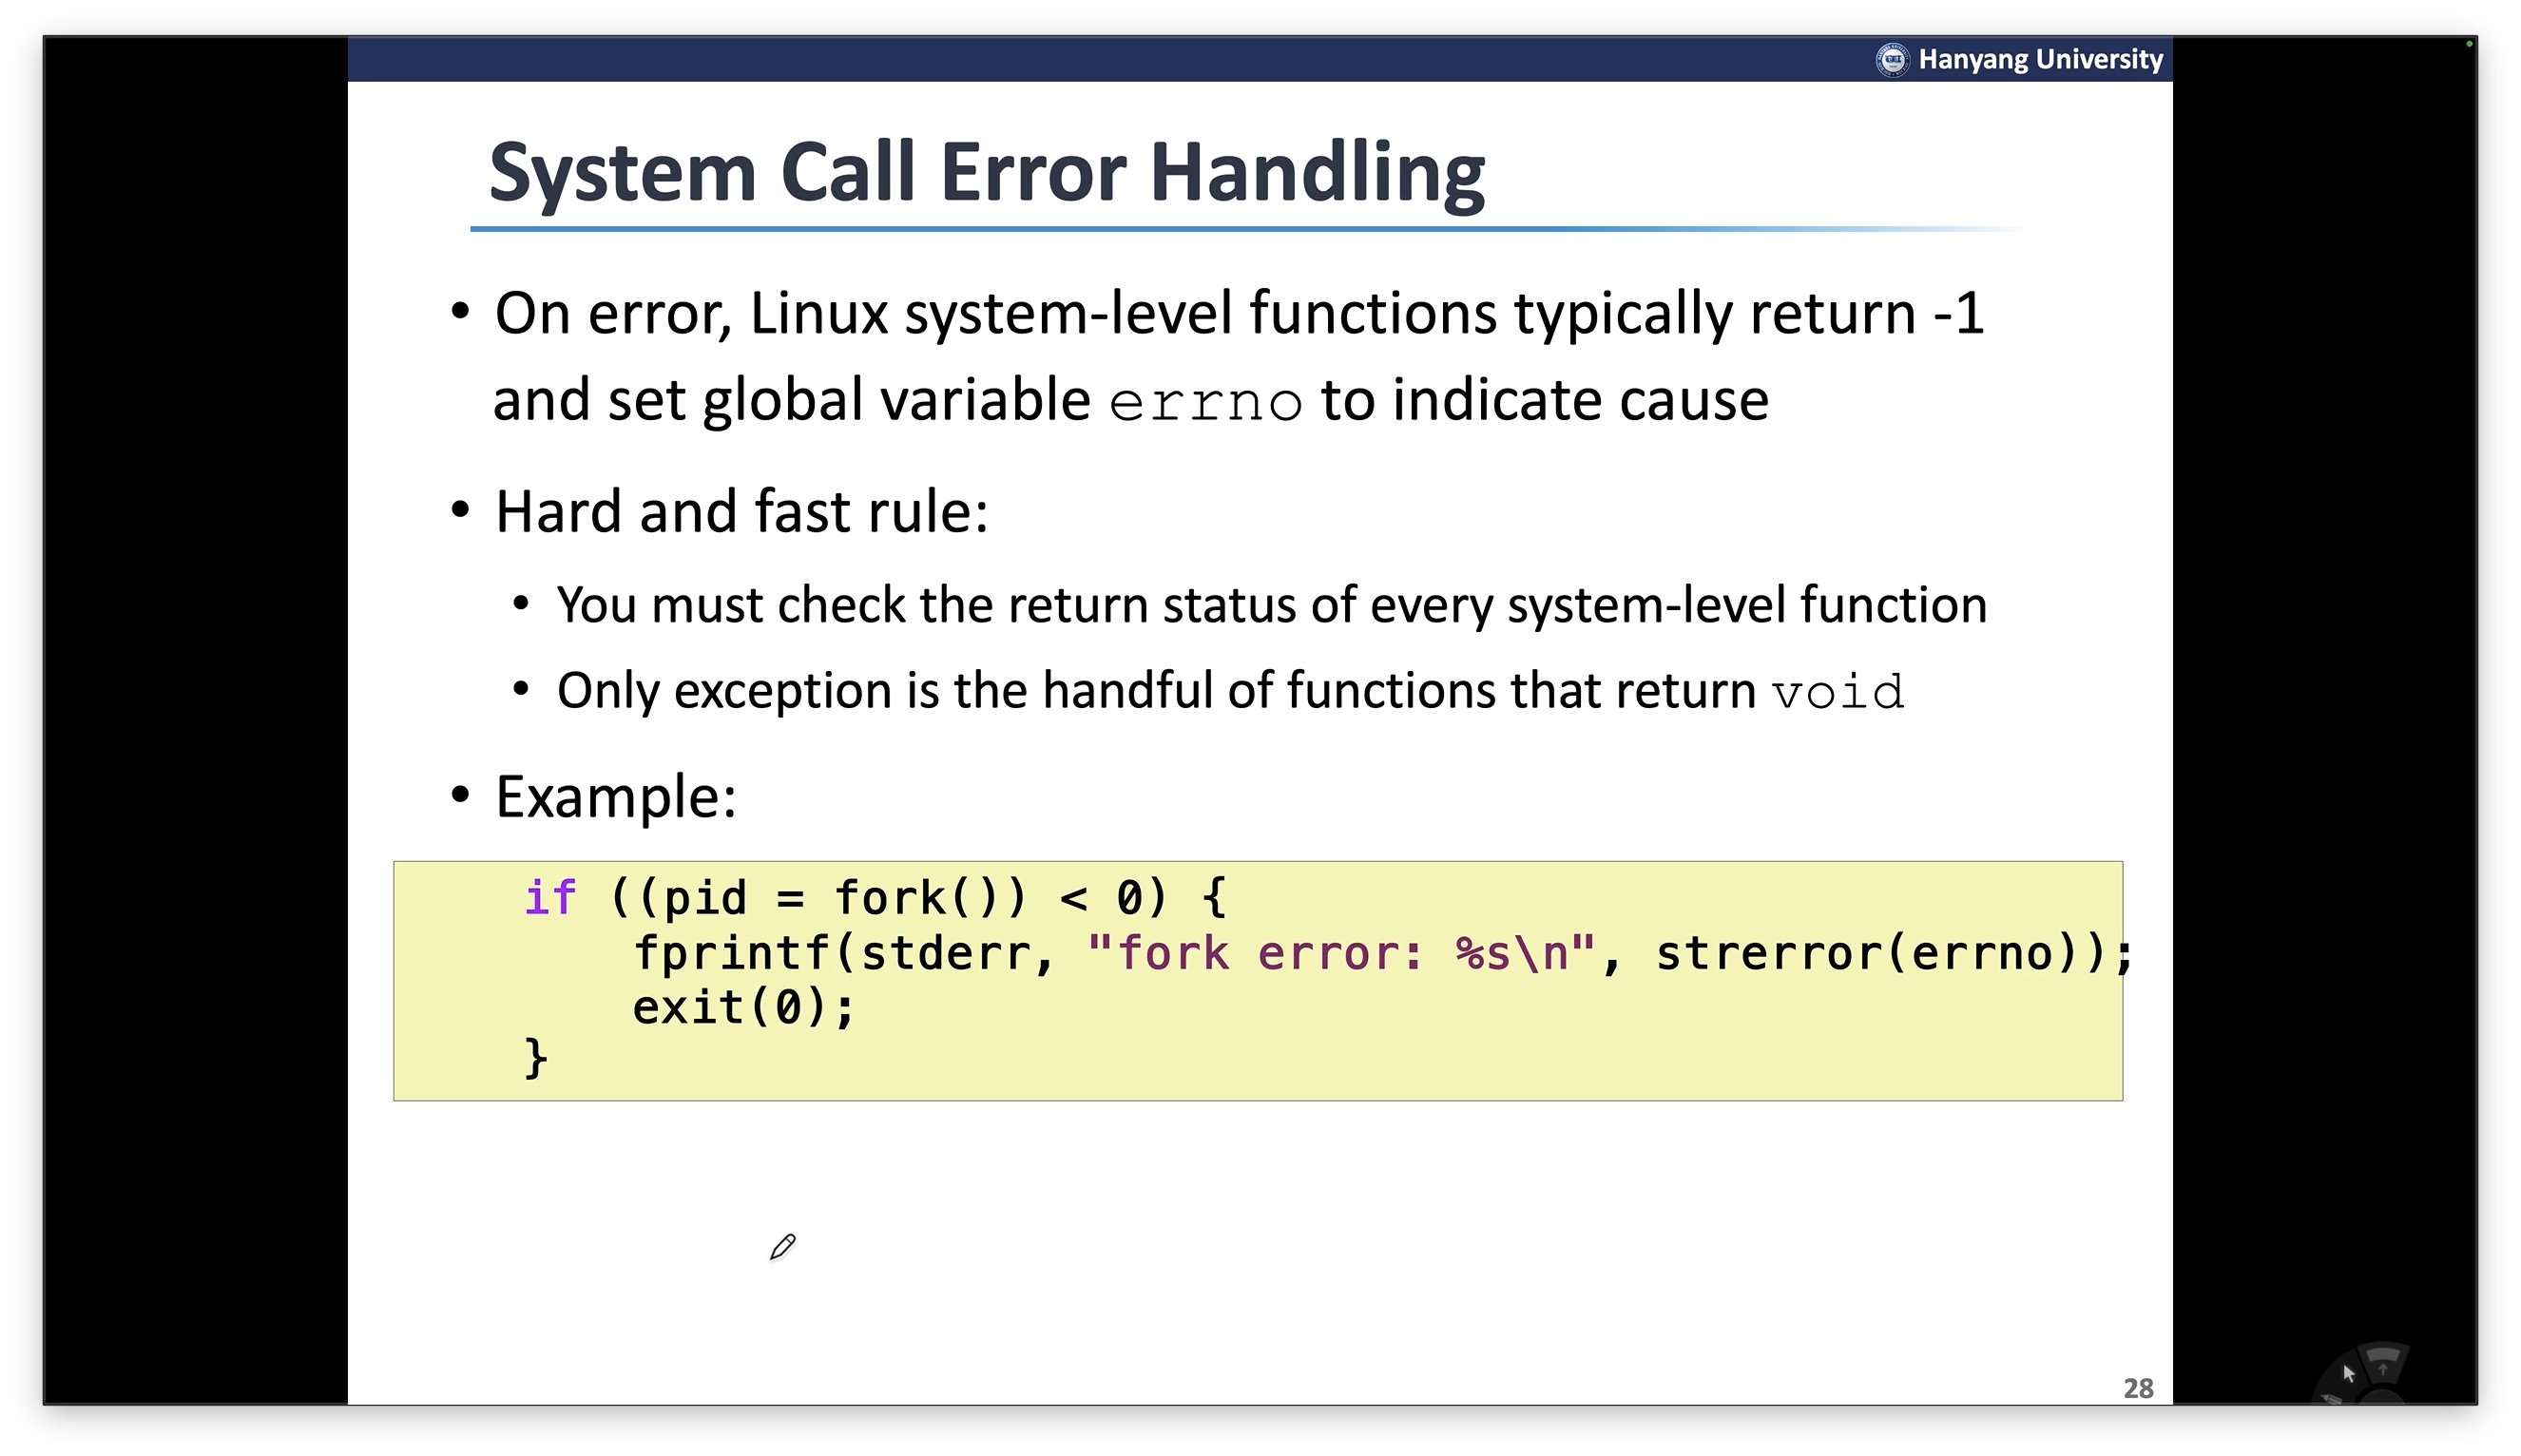 Hanyang University
System Call Error Handling
• On error, Linux system-level functions typically return -1
and set global variable errno to indicate cause
• Hard and fast rule:
• You must check the return status of every system-level function
• Only exception is the handful of functions that return void
• Example:
if ((pid = fork()) < 0) {
fprintf(stderr, "fork error: %s\n", strerror(errno));
exit(0);
}
28